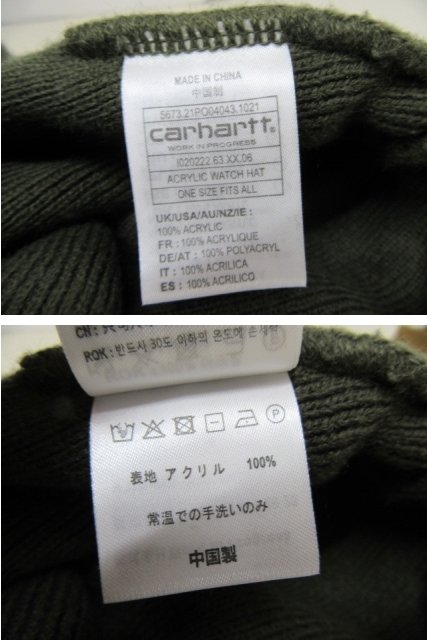 MADE IN CHINA
中国制
5673.21PO04043.1021
carhartt®
WORK IN PROGRESS
I020222.63.XX.06
ACRYLIC WATCH HAT
ONE SIZE FITS ALL
UK/USA/AU/NZ/IE :
100% ACRYLIC
FR : 100% ACRYLIQUE
DE/AT : 100% POLYACRYL
IT : 100% ACRILICA
ES : 100% ACRILICO
CN:
ROK : 반드시 30도 이하의 온도에 손세탁
P
表地 アクリル 100%
常温での手洗いのみ
中国製